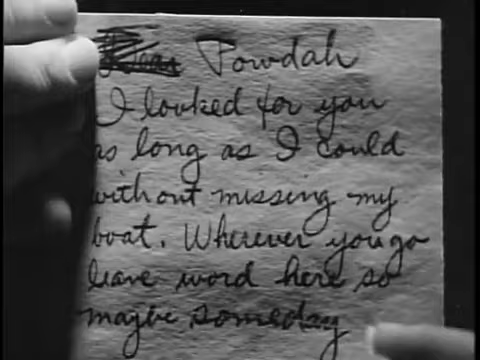 Powdah
I looked for you
as long as I could
without missing my
boat. Wherever you go
leave word here so
maybe someday